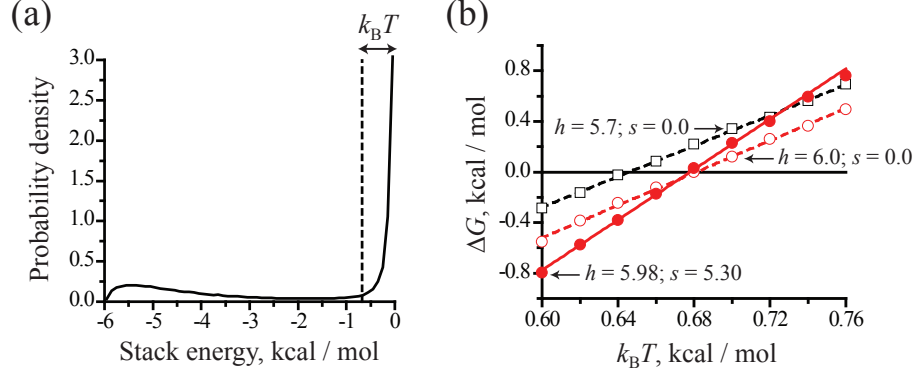 (a)
k_BT
Probability density
3.0
2.5
2.0
1.5
1.0
0.5
0.0
-6 -5 -4 -3 -2 -1 0
Stack energy, kcal / mol
(b)
ΔG, kcal / mol
0.8
0.4
0.0
-0.4
-0.8
h = 5.7; s = 0.0
h = 6.0; s = 0.0
h = 5.98; s = 5.30
0.60 0.64 0.68 0.72 0.76
k_BT, kcal / mol